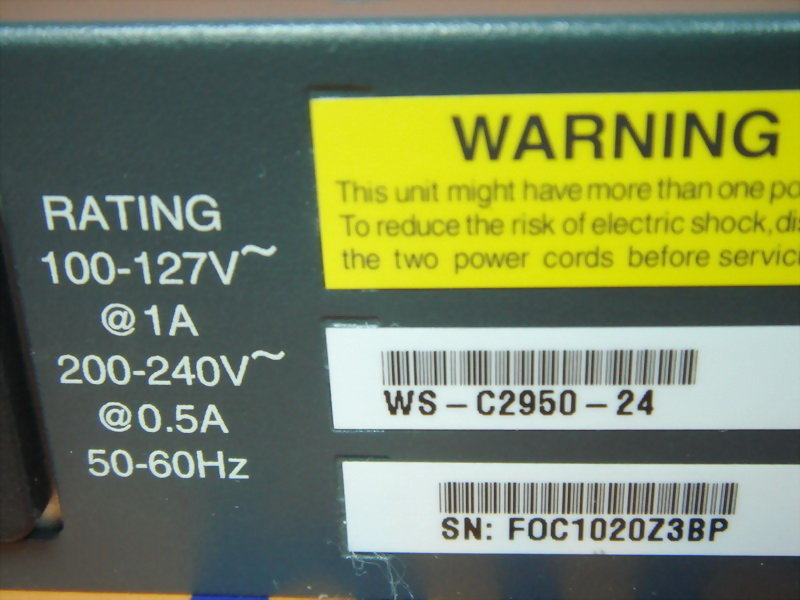 RATING
100-127V~
@ 1A
200-240V~
@ 0.5A
50-60Hz
WARNING
This unit might have more than one
To reduce the risk of electric shock,
the two power cords before
WS-C2950-24
SN: FOC1020Z3BP